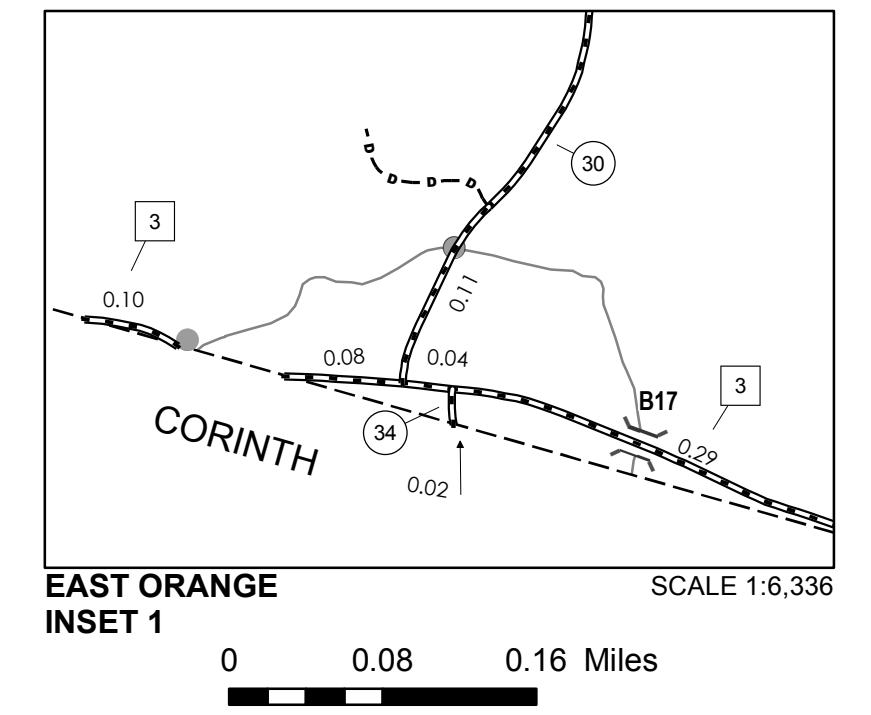 30
D
D
D
D
3
0.10
0.11
0.08
0.04
B17
3
34
0.29
CORINTH
0.02
EAST ORANGE
INSET 1
SCALE 1:6,336
0
0.08
0.16 Miles